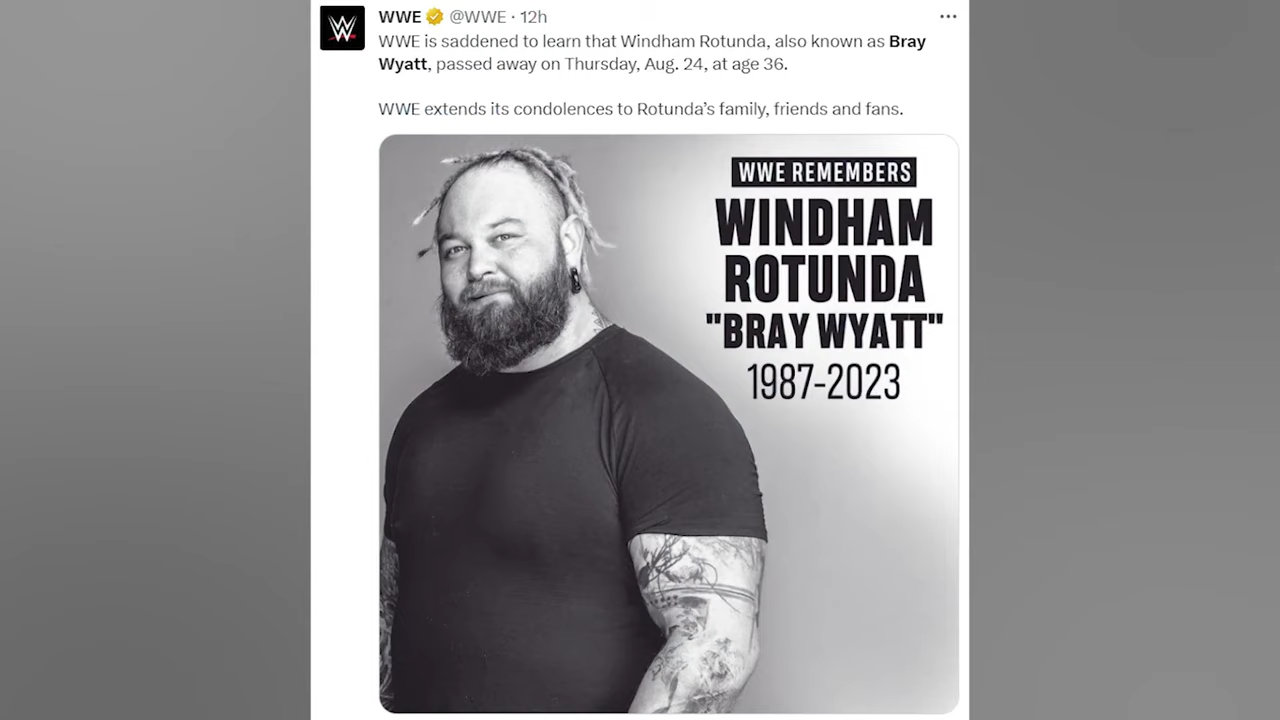 WWE @WWE · 12h
WWE is saddened to learn that Windham Rotunda, also known as Bray
Wyatt, passed away on Thursday, Aug. 24, at age 36.
WWE extends its condolences to Rotunda’s family, friends and fans.
WWE REMEMBERS
WINDHAM
ROTUNDA
"BRAY WYATT"
1987-2023